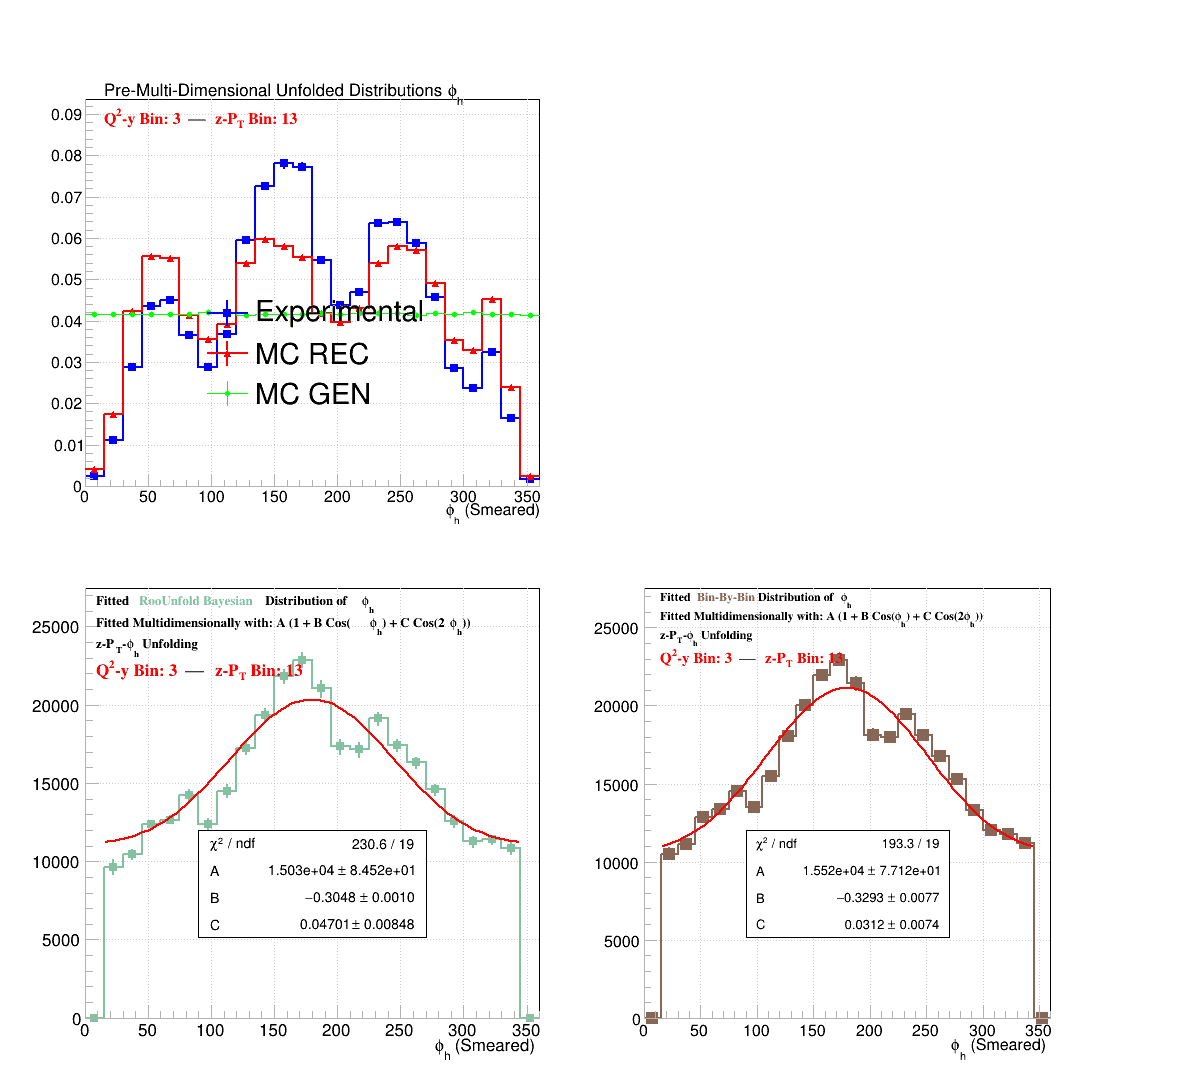 Pre-Multi-Dimensional Unfolded Distributions ϕh
Q2-y Bin: 3 — z-PT Bin: 13
0.09
0.08
0.07
0.06
0.05
0.04
0.03
0.02
0.01
0
Experimental
MC REC
MC GEN
0 50 100 150 200 250 300 350
ϕh (Smeared)
Fitted RooUnfold Bayesian Distribution of ϕh
Fitted Multidimensionally with: A (1 + B Cos( ϕh) + C Cos(2 ϕh))
z-PT-ϕh Unfolding
Q2-y Bin: 3 — z-PT Bin: 13
25000
20000
15000
10000
5000
0
χ2 / ndf 230.6 / 19
A 1.503e+04 ± 8.452e+01
B −0.3048 ± 0.0010
C 0.04701 ± 0.00848
0 50 100 150 200 250 300 350
ϕh (Smeared)
Fitted Bin-By-Bin Distribution of ϕh
Fitted Multidimensionally with: A (1 + B Cos(ϕh) + C Cos(2ϕh))
z-PT-ϕh Unfolding
Q2-y Bin: 3 — z-PT Bin: 13
25000
20000
15000
10000
5000
0
χ2 / ndf 193.3 / 19
A 1.552e+04 ± 7.712e+01
B −0.3293 ± 0.0077
C 0.0312 ± 0.0074
0 50 100 150 200 250 300 350
ϕh (Smeared)